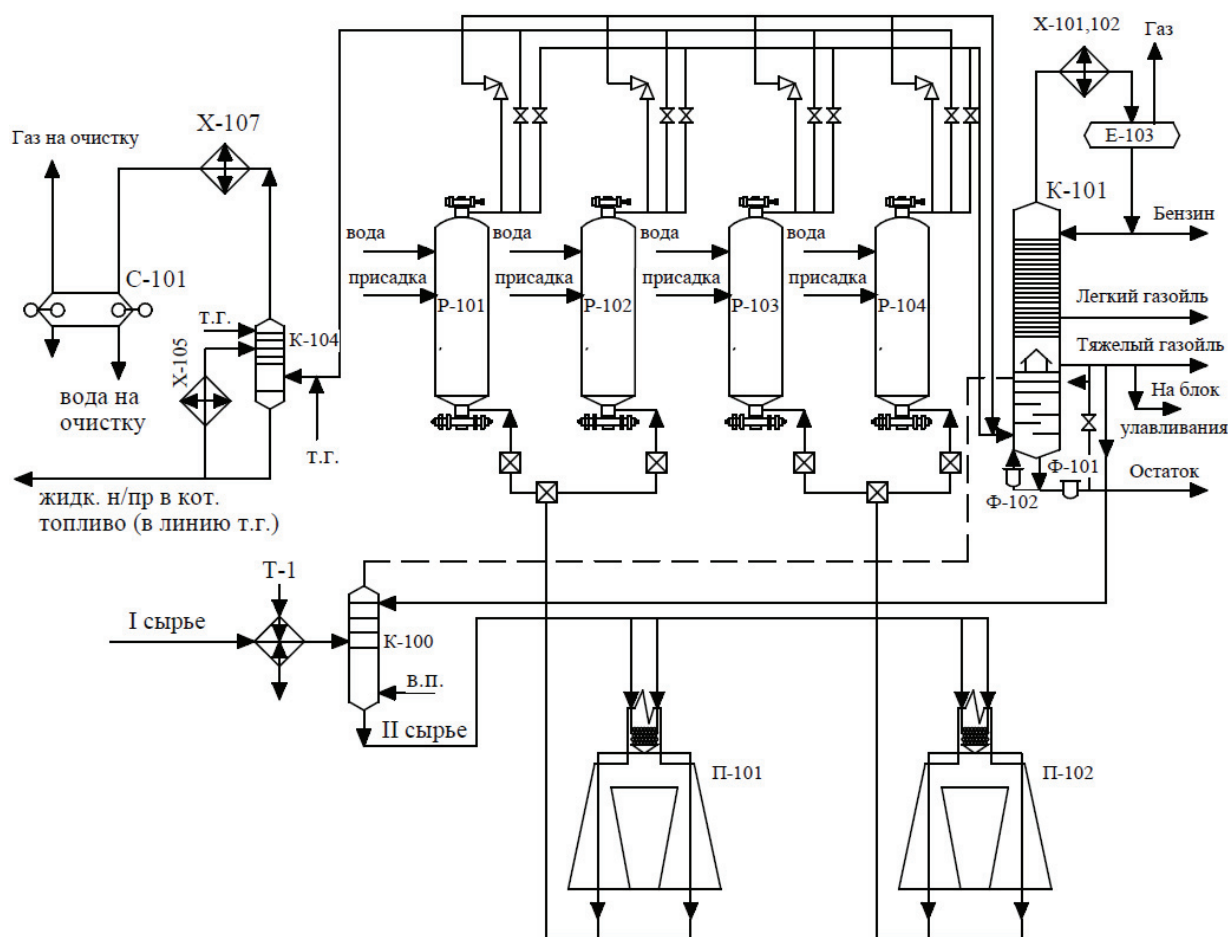 Х-101,102
Газ
Газ на очистку
Х-107
Е-103
К-101
Бензин
вода
вода
вода
вода
присадка
присадка
присадка
присадка
С-101
Р-101
Р-102
Р-103
Р-104
т.г.
К-104
Х-105
Легкий газойль
Тяжелый газойль
На блок
улавливания
вода на
очистку
т.г.
Ф-101
Остаток
Ф-102
жидк. н/пр в кот.
топливо (в линию т.г.)
Т-1
I сырье
К-100
в.п.
II сырье
П-101
П-102